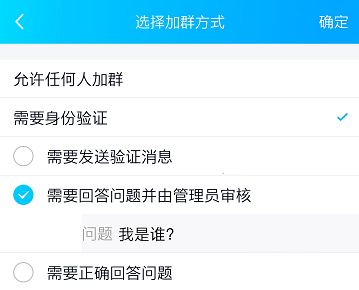 选择加群方式 确定
允许任何人加群
需要身份验证
需要发送验证消息
需要回答问题并由管理员审核
问题 我是谁?
需要正确回答问题